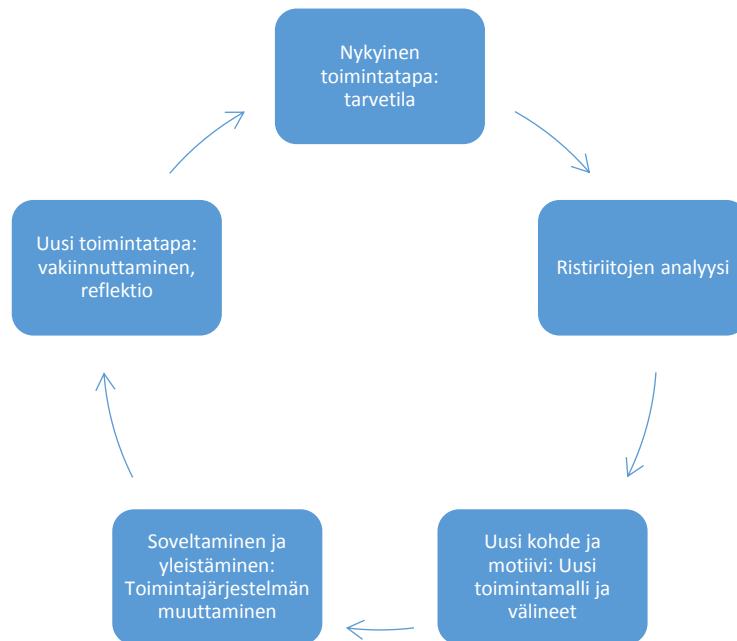 Nykyinen
toimintatapa:
tarvetila
Ristiriitojen analyysi
Uusi kohde ja
motiivi: Uusi
toimintamalli ja
välineet
Soveltaminen ja
yleistäminen:
Toimintajärjestelmän
muuttaminen
Uusi toimintatapa:
vakiinnuttaminen,
reflektio